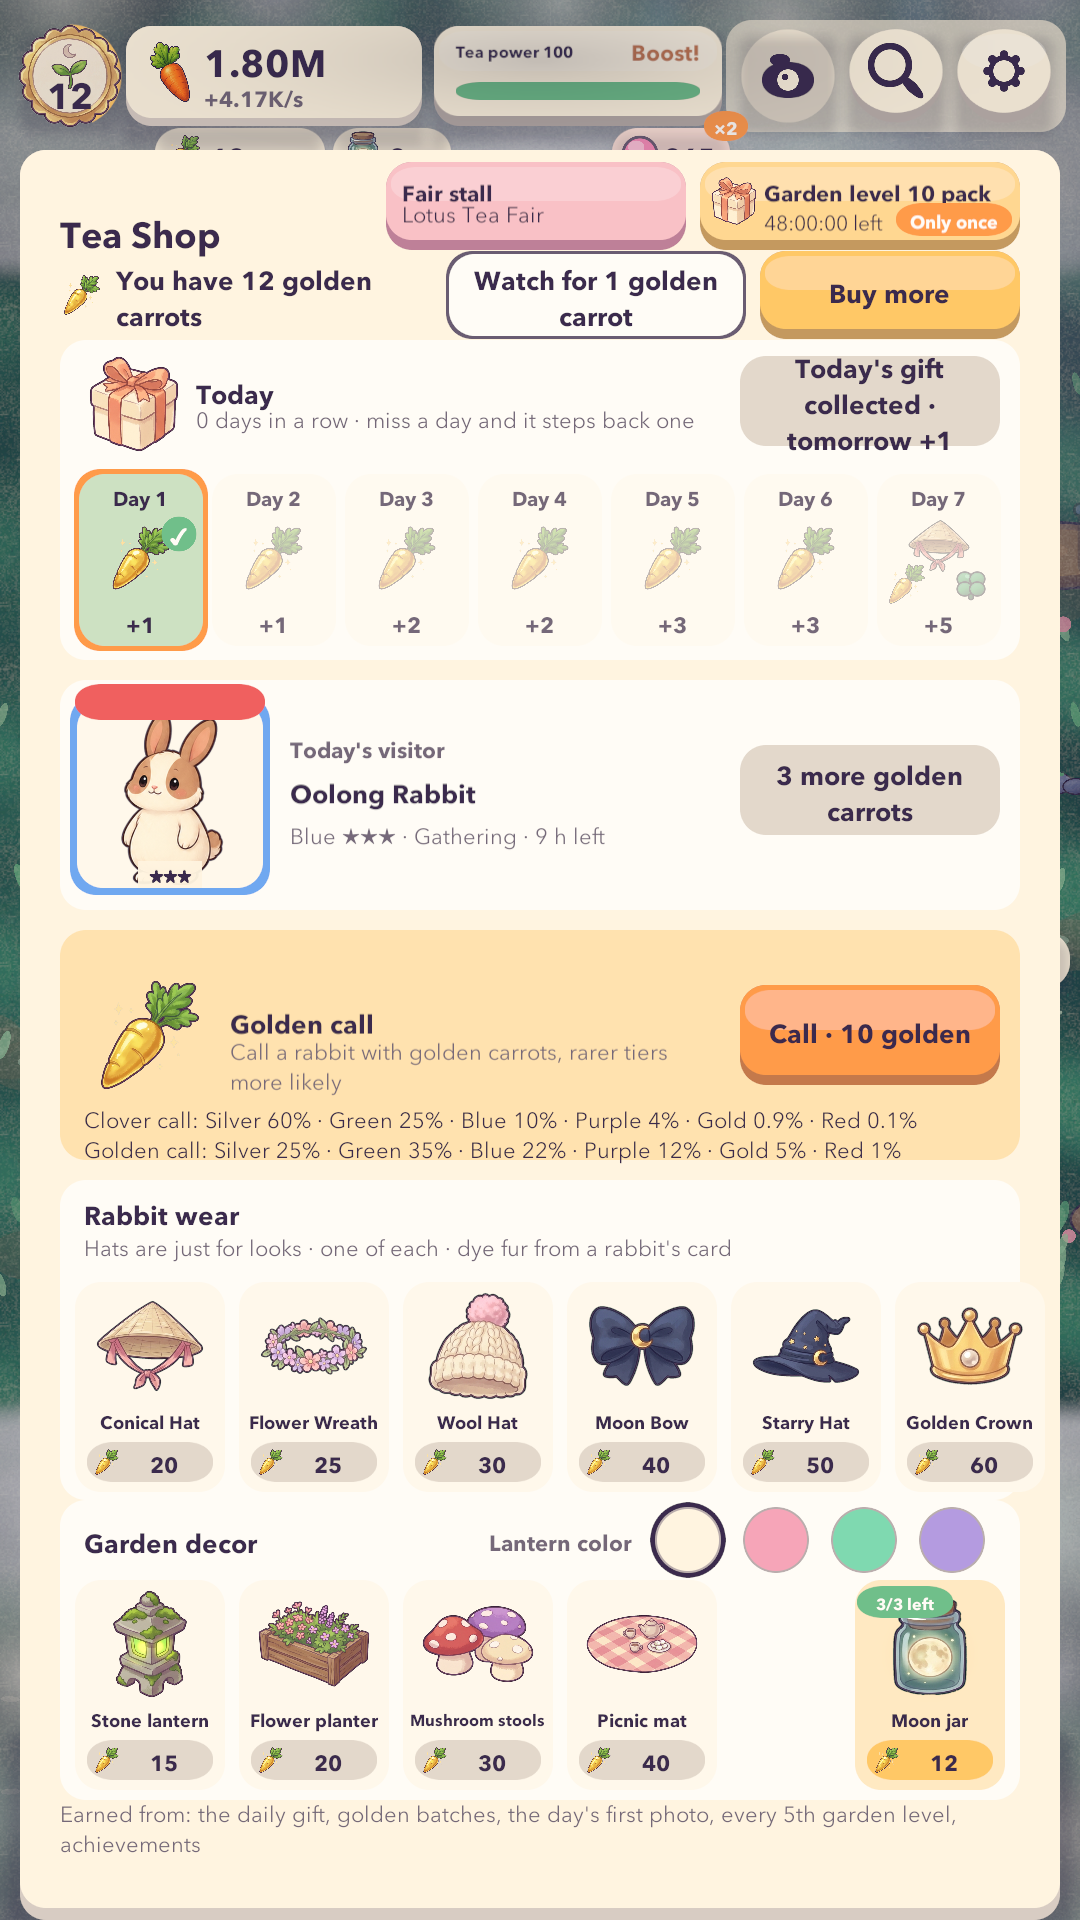 12
1.80M
+4.17K/s
Tea power 100
Boost!
×2
Tea Shop
Fair stall
Lotus Tea Fair
Garden level 10 pack
48:00:00 left
Only once
You have 12 golden
carrots
Watch for 1 golden
carrot
Buy more
Today
0 days in a row · miss a day and it steps back one
Today's gift
collected ·
tomorrow +1
Day 1
Day 2
Day 3
Day 4
Day 5
Day 6
Day 7
+1
+1
+2
+2
+3
+3
+5
Today's visitor
Oolong Rabbit
Blue ★★★ · Gathering · 9 h left
★★★
3 more golden
carrots
Golden call
Call a rabbit with golden carrots, rarer tiers
more likely
Call · 10 golden
Clover call: Silver 60% · Green 25% · Blue 10% · Purple 4% · Gold 0.9% · Red 0.1%
Golden call: Silver 25% · Green 35% · Blue 22% · Purple 12% · Gold 5% · Red 1%
Rabbit wear
Hats are just for looks · one of each · dye fur from a rabbit's card
Conical Hat
Flower Wreath
Wool Hat
Moon Bow
Starry Hat
Golden Crown
20
25
30
40
50
60
Garden decor
Lantern color
3/3 left
Stone lantern
Flower planter
Mushroom stools
Picnic mat
Moon jar
15
20
30
40
12
Earned from: the daily gift, golden batches, the day's first photo, every 5th garden level,
achievements